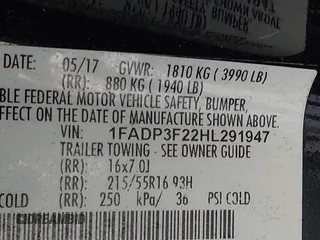 DATE: 05/17 GVWR: 1810 KG ( 3990 LB)
(RR): 880 KG ( 1940 LB)
BLE FEDERAL MOTOR VEHICLE SAFETY, BUMPER,
EFFECT ON THE DATE OF MANUFACTURE SHOWN ABOVE.
VIN: 1FADP3F22HL291947
TRAILER TOWING - SEE OWNER GUIDE
(RR): 16x7.0J
(RR): 215/55R16 93H
COLD (RR): 250 kPa/ 36 PSI COLD